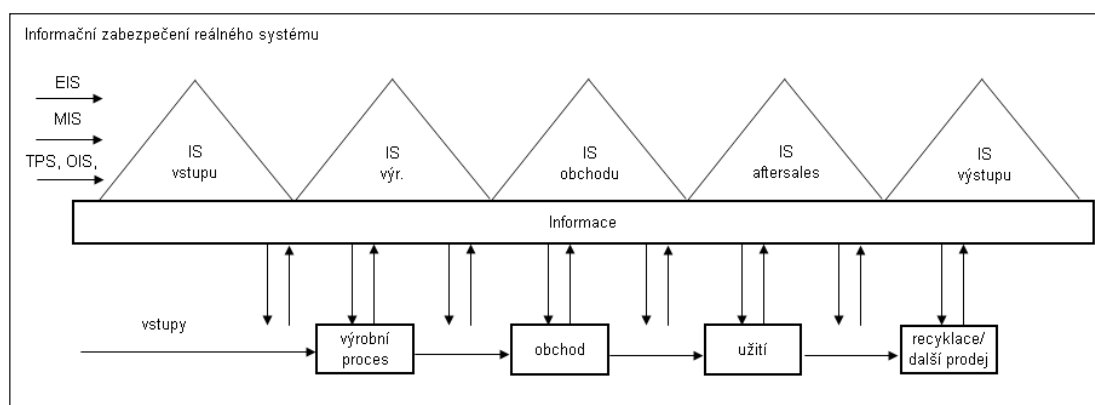 Informační zabezpečení reálného systému
EIS
MIS
TPS, OIS,
IS
vstupu
IS
výr.
IS
obchodu
IS
aftersales
IS
výstupu
Informace
vstupy
výrobní
proces
obchod
užití
recyklace/
další prodej